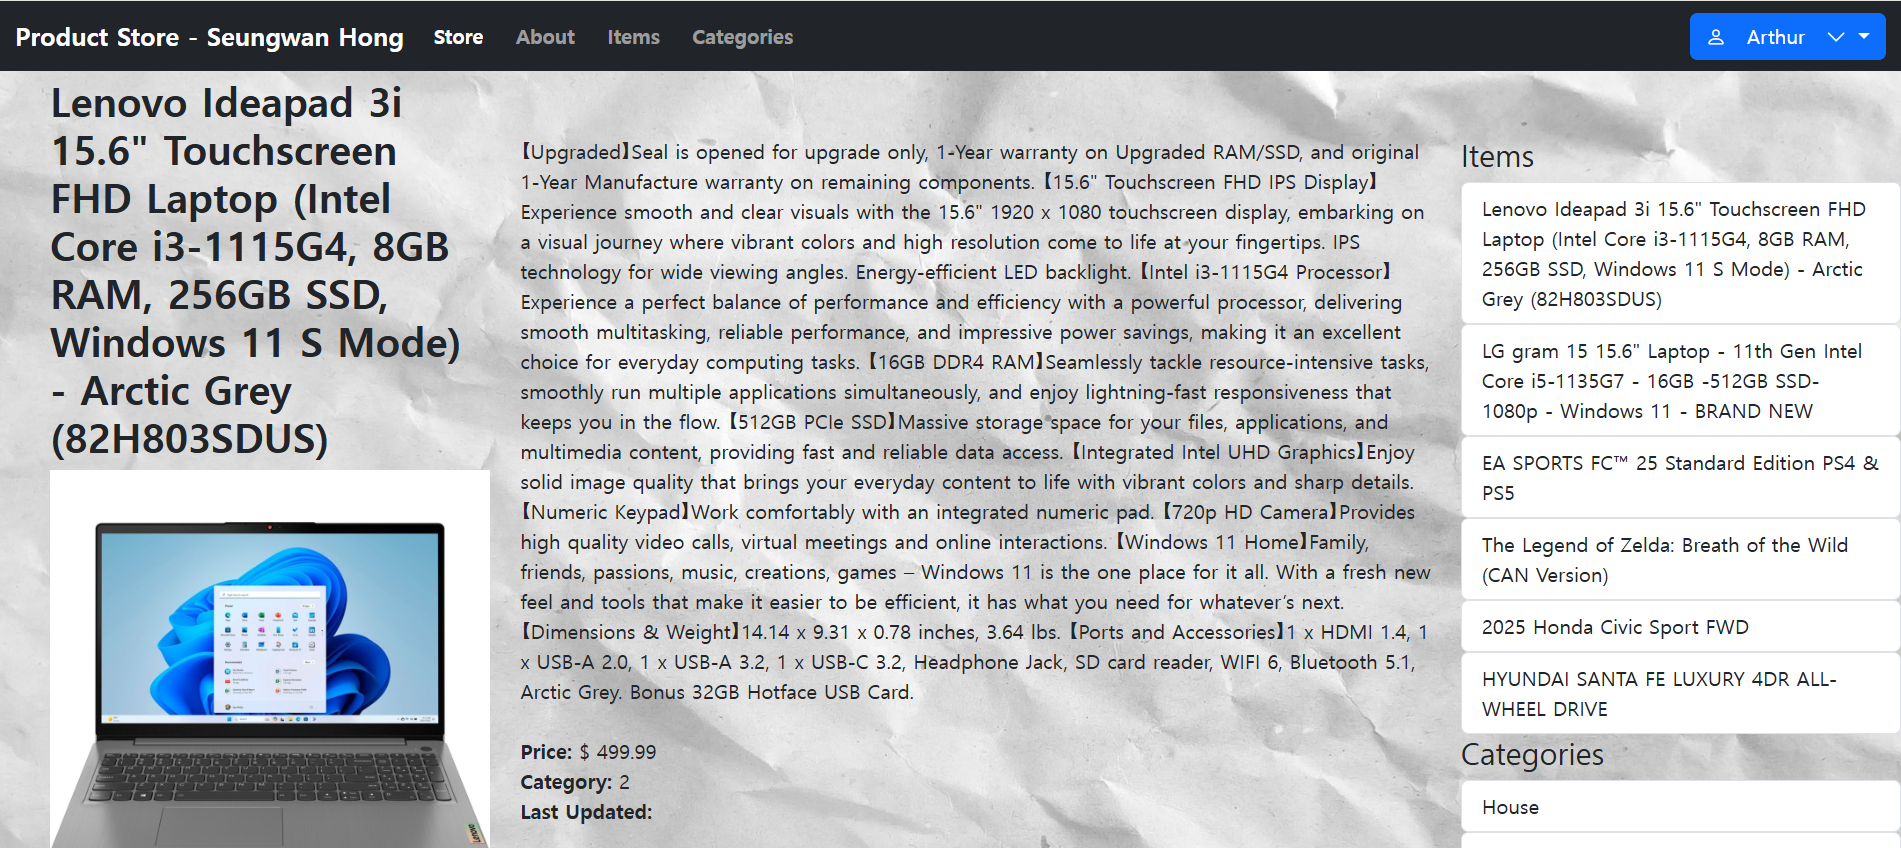 Product Store - Seungwan Hong
Store
About
Items
Categories
Arthur
Lenovo Ideapad 3i
15.6" Touchscreen
FHD Laptop (Intel
Core i3-1115G4, 8GB
RAM, 256GB SSD,
Windows 11 S Mode)
- Arctic Grey
(82H803SDUS)
【Upgraded】Seal is opened for upgrade only, 1-Year warranty on Upgraded RAM/SSD, and original
1-Year Manufacture warranty on remaining components.【15.6" Touchscreen FHD IPS Display】
Experience smooth and clear visuals with the 15.6" 1920 x 1080 touchscreen display, embarking on
a visual journey where vibrant colors and high resolution come to life at your fingertips. IPS
technology for wide viewing angles. Energy-efficient LED backlight.【Intel i3-1115G4 Processor】
Experience a perfect balance of performance and efficiency with a powerful processor, delivering
smooth multitasking, reliable performance, and impressive power savings, making it an excellent
choice for everyday computing tasks.【16GB DDR4 RAM】Seamlessly tackle resource-intensive tasks,
smoothly run multiple applications simultaneously, and enjoy lightning-fast responsiveness that
keeps you in the flow.【512GB PCIe SSD】Massive storage space for your files, applications, and
multimedia content, providing fast and reliable data access.【Integrated Intel UHD Graphics】Enjoy
solid image quality that brings your everyday content to life with vibrant colors and sharp details.
【Numeric Keypad】Work comfortably with an integrated numeric pad.【720p HD Camera】Provides
high quality video calls, virtual meetings and online interactions.【Windows 11 Home】Family,
friends, passions, music, creations, games – Windows 11 is the one place for it all. With a fresh new
feel and tools that make it easier to be efficient, it has what you need for whatever's next.
【Dimensions & Weight】14.14 x 9.31 x 0.78 inches, 3.64 lbs.【Ports and Accessories】1 x HDMI 1.4, 1
x USB-A 2.0, 1 x USB-A 3.2, 1 x USB-C 3.2, Headphone Jack, SD card reader, WIFI 6, Bluetooth 5.1,
Arctic Grey. Bonus 32GB Hotface USB Card.
Price: $ 499.99
Category: 2
Last Updated:
Items
Lenovo Ideapad 3i 15.6" Touchscreen FHD
Laptop (Intel Core i3-1115G4, 8GB RAM,
256GB SSD, Windows 11 S Mode) - Arctic
Grey (82H803SDUS)
LG gram 15 15.6" Laptop - 11th Gen Intel
Core i5-1135G7 - 16GB -512GB SSD-
1080p - Windows 11 - BRAND NEW
EA SPORTS FC™ 25 Standard Edition PS4 &
PS5
The Legend of Zelda: Breath of the Wild
(CAN Version)
2025 Honda Civic Sport FWD
HYUNDAI SANTA FE LUXURY 4DR ALL-
WHEEL DRIVE
Categories
House
Lenovo